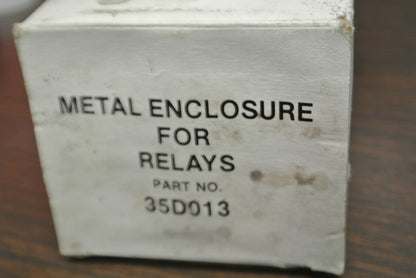 METAL ENCLOSURE
FOR
RELAYS
PART NO.
35D013